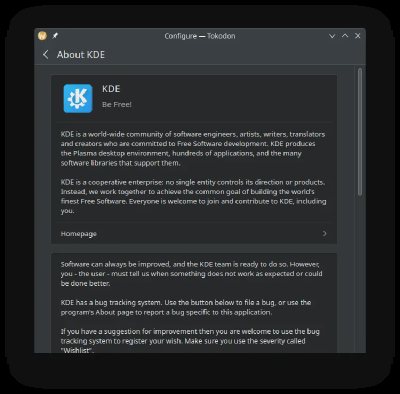 Configure — Tokodon
About KDE
KDE
Be Free!
KDE is a world-wide community of software engineers, artists, writers, translators
and creators who are committed to Free Software development. KDE produces
the Plasma desktop environment, hundreds of applications, and the many
software libraries that support them.
KDE is a cooperative enterprise: no single entity controls its direction or products.
Instead, we work together to achieve the common goal of building the world's
finest Free Software. Everyone is welcome to join and contribute to KDE, including
you.
Homepage
Software can always be improved, and the KDE team is ready to do so. However,
you - the user - must tell us when something does not work as expected or could
be done better.
KDE has a bug tracking system. Use the button below to file a bug, or use the
program's About page to report a bug specific to this application.
If you have a suggestion for improvement then you are welcome to use the bug
tracking system to register your wish. Make sure you use the severity called
"Wishlist".